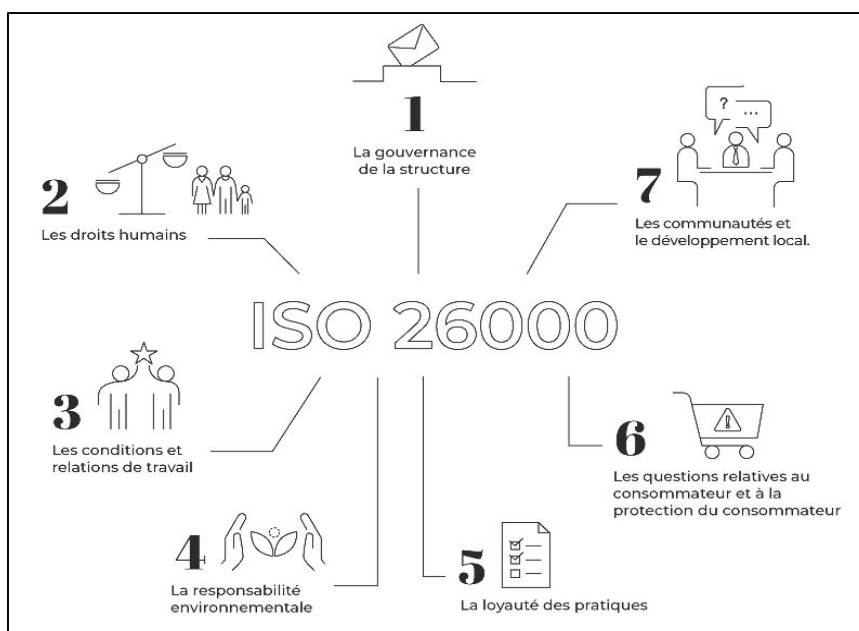 1
La gouvernance
de la structure
2
Les droits humains
? ...
7
Les communautés et
le développement local.
ISO 26000
3
Les conditions et
relations de travail
!
6
Les questions relatives au
consommateur et à la
protection du consommateur
4
La responsabilité
environnementale
5
La loyauté des pratiques